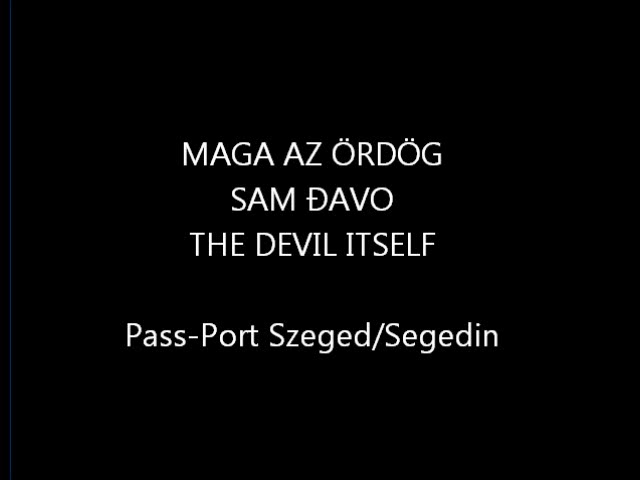 MAGA AZ ÖRDÖG
SAM ĐAVO
THE DEVIL ITSELF
Pass-Port Szeged/Segedin